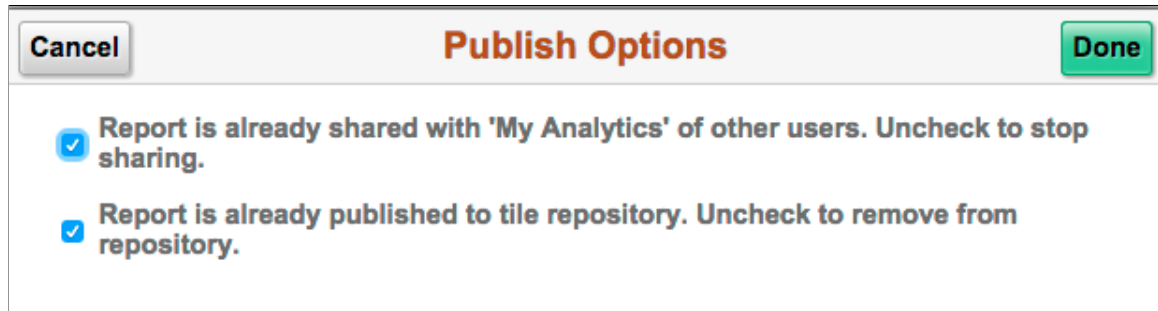 Cancel
Publish Options
Done
Report is already shared with 'My Analytics' of other users. Uncheck to stop
sharing.
Report is already published to tile repository. Uncheck to remove from
repository.